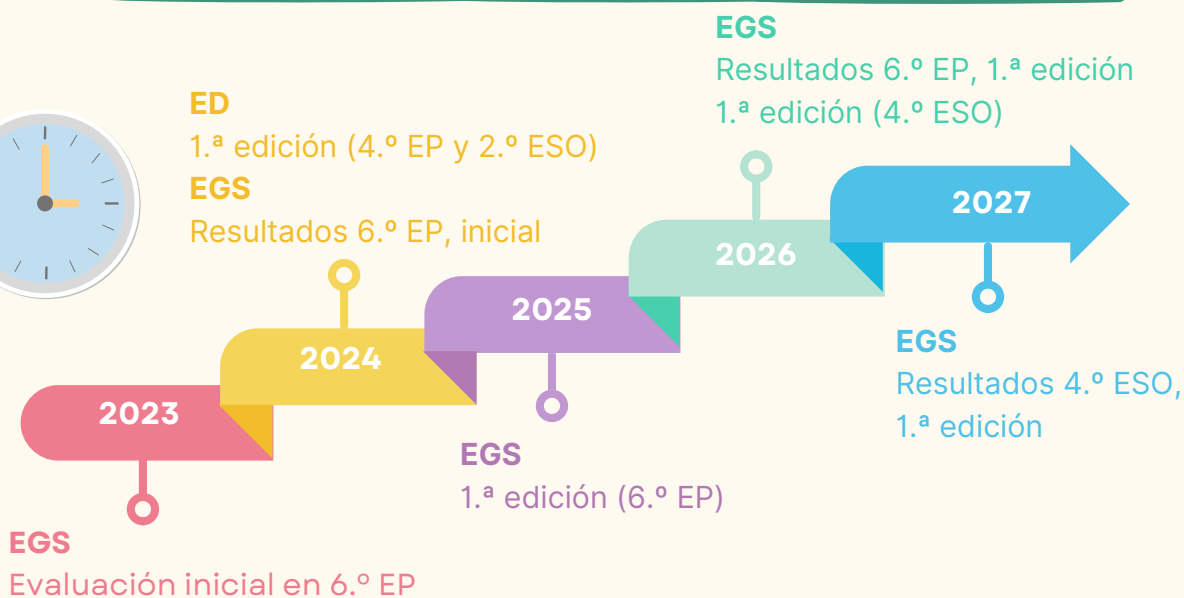 EGS
Resultados 6.º EP, 1.ª edición
1.ª edición (4.º ESO)
ED
1.ª edición (4.º EP y 2.º ESO)
EGS
Resultados 6.º EP, inicial
2027
2026
2025
2024
2023
EGS
Resultados 4.º ESO,
1.ª edición
EGS
1.ª edición (6.º EP)
EGS
Evaluación inicial en 6.º EP